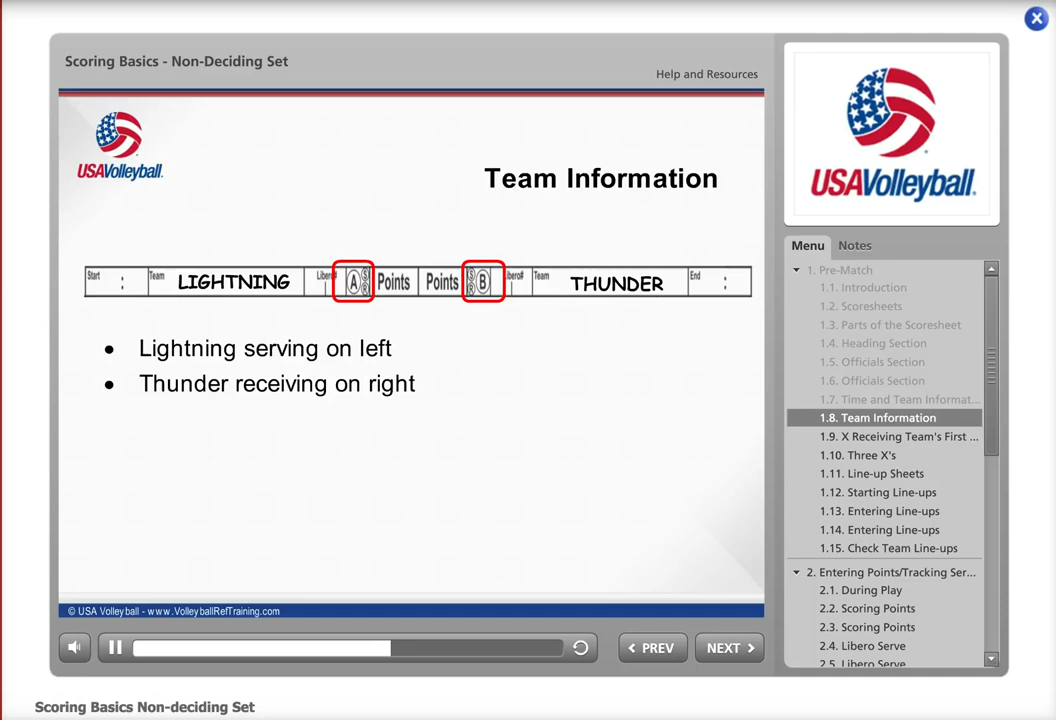 Scoring Basics - Non-Deciding Set
Help and Resources
USAVolleyball.
Team Information
Start : Team LIGHTNING Libero# A S R Points Points S R B Libero# Team THUNDER End :
• Lightning serving on left
• Thunder receiving on right
© USA Volleyball - www.VolleyballRefTraining.com
PREV
NEXT
USAVolleyball.
Menu
Notes
1. Pre-Match
1.1. Introduction
1.2. Scoresheets
1.3. Parts of the Scoresheet
1.4. Heading Section
1.5. Officials Section
1.6. Officials Section
1.7. Time and Team Informat...
1.8. Team Information
1.9. X Receiving Team's First ...
1.10. Three X's
1.11. Line-up Sheets
1.12. Starting Line-ups
1.13. Entering Line-ups
1.14. Entering Line-ups
1.15. Check Team Line-ups
2. Entering Points/Tracking Ser...
2.1. During Play
2.2. Scoring Points
2.3. Scoring Points
2.4. Libero Serve
2.5. Libero Serve
Scoring Basics Non-deciding Set